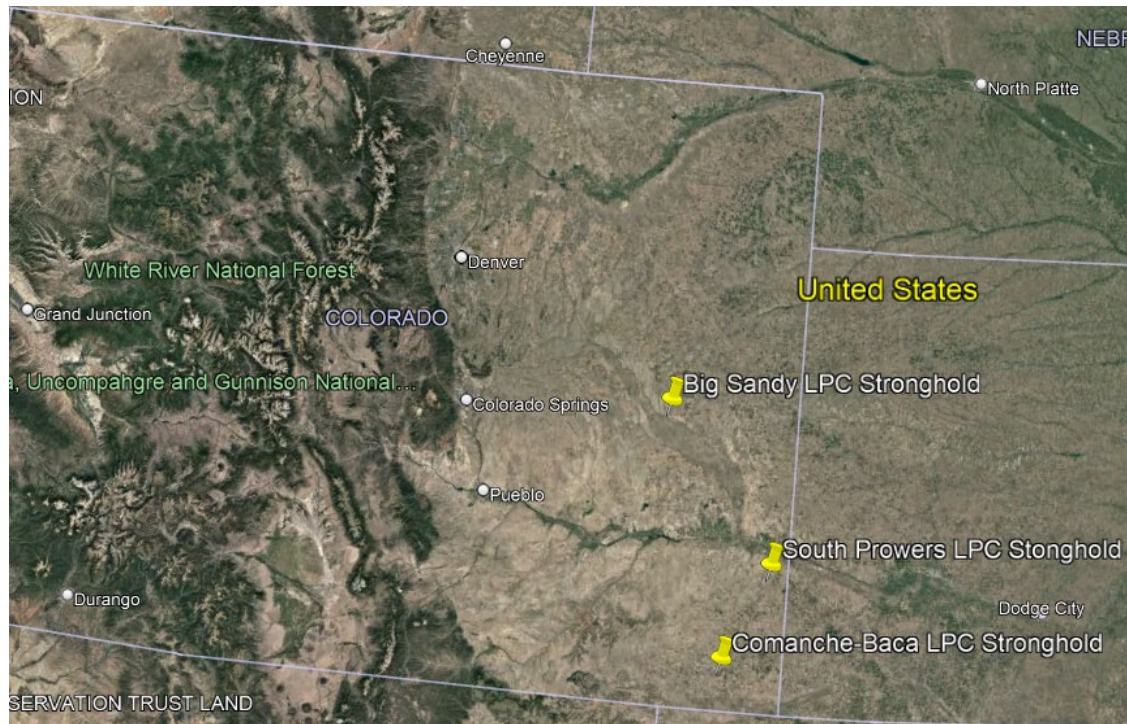 Cheyenne
NEBR
ION
North Platte
Denver
White River National Forest
United States
Grand Junction
COLORADO
a, Uncompahgre and Gunnison National...
Big Sandy LPC Stronghold
Colorado Springs
Pueblo
South Prowers LPC Stonghold
Durango
Dodge City
Comanche-Baca LPC Stronghold
SERVATION TRUST LAND